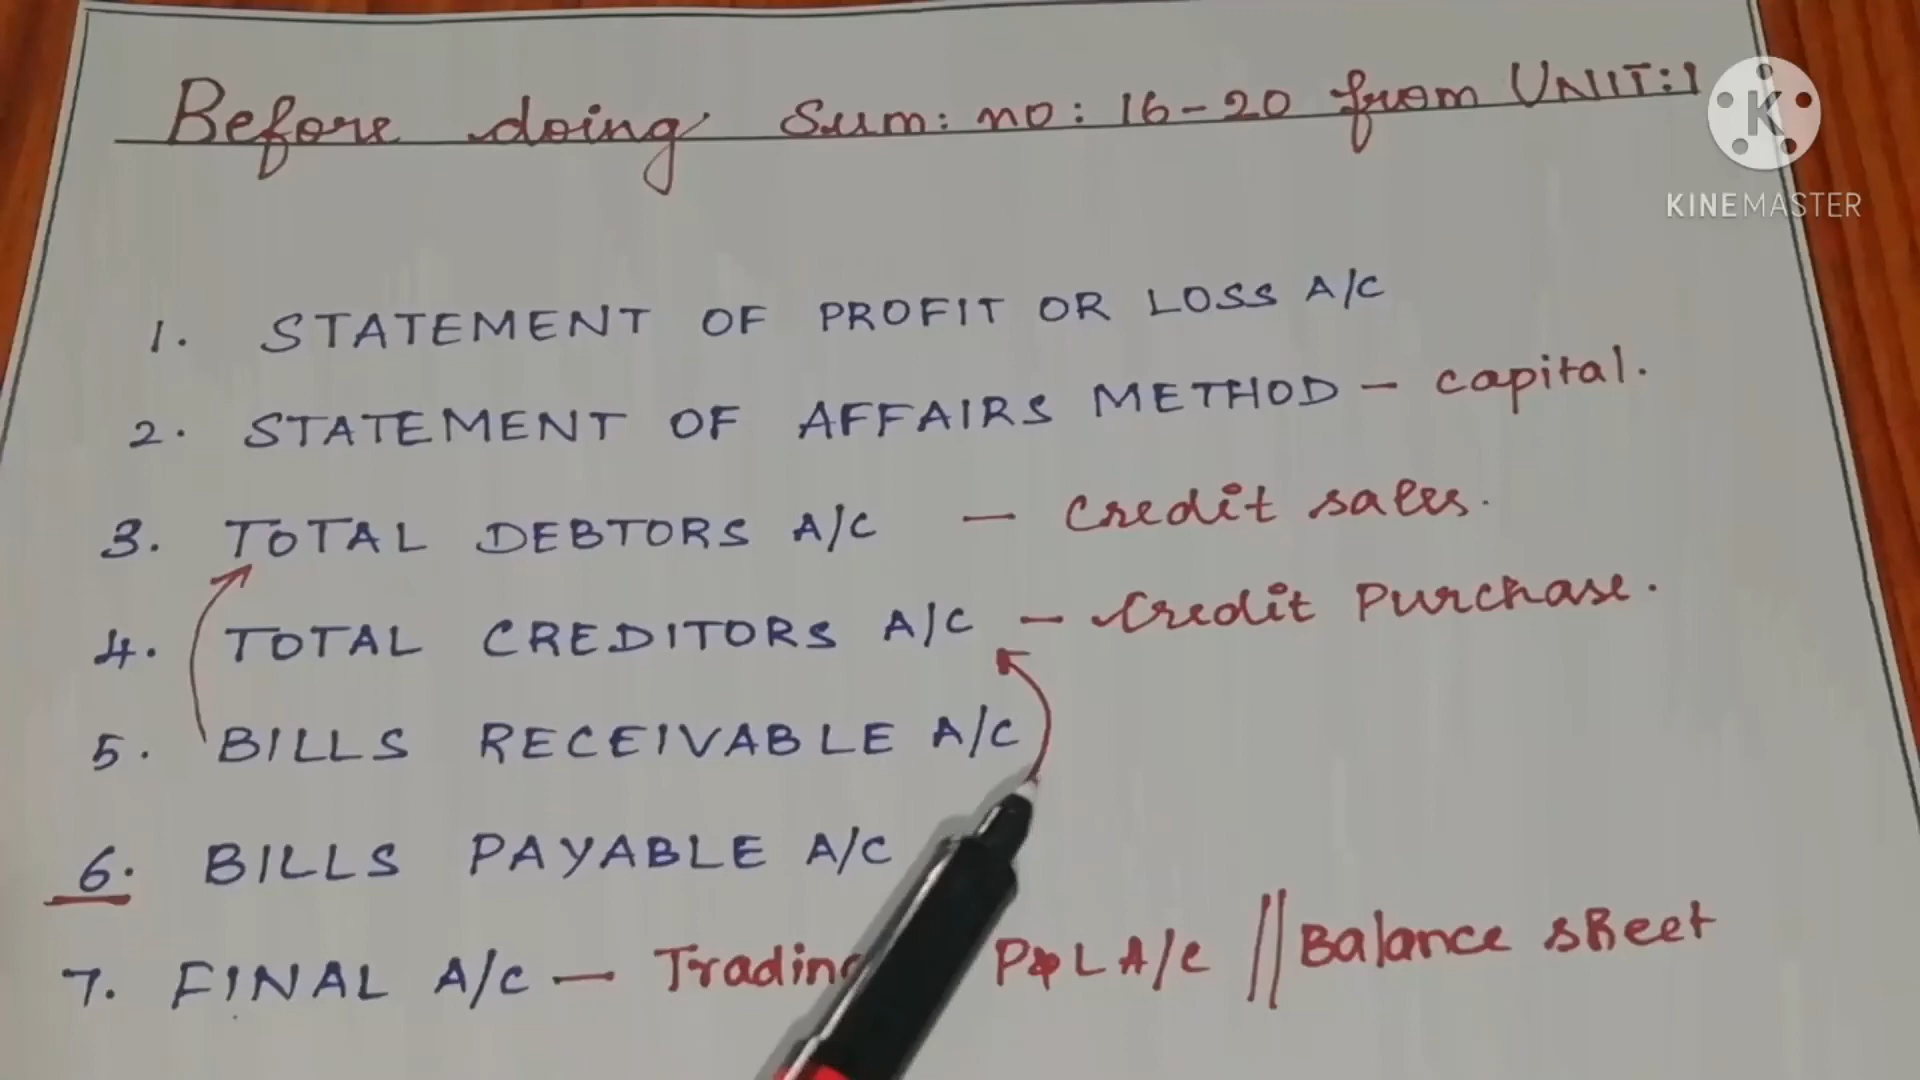 Before doing Sum: no: 16-20 from UNIT:1
KINEMASTER
1. STATEMENT OF PROFIT OR LOSS A/C
2. STATEMENT OF AFFAIRS METHOD - capital.
3. TOTAL DEBTORS A/C - Credit sales.
4. TOTAL CREDITORS A/C - Credit Purchase.
5. BILLS RECEIVABLE A/C
6. BILLS PAYABLE A/C
7. FINAL A/C - Trading P&L A/C // Balance sheet